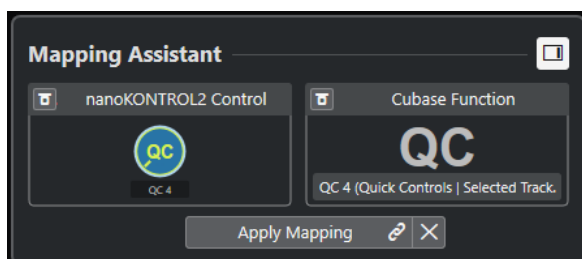 Mapping Assistant
nanoKONTROL2 Control
Cubase Function
QC
QC 4
QC
QC 4 (Quick Controls | Selected Track.
Apply Mapping